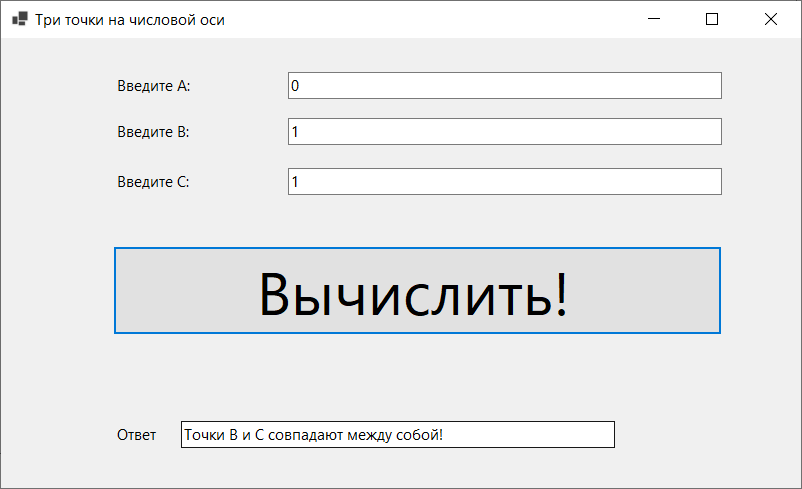 Три точки на числовой оси
Введите A: 0
Введите B: 1
Введите C: 1
Вычислить!
Ответ Точки B и C совпадают между собой!